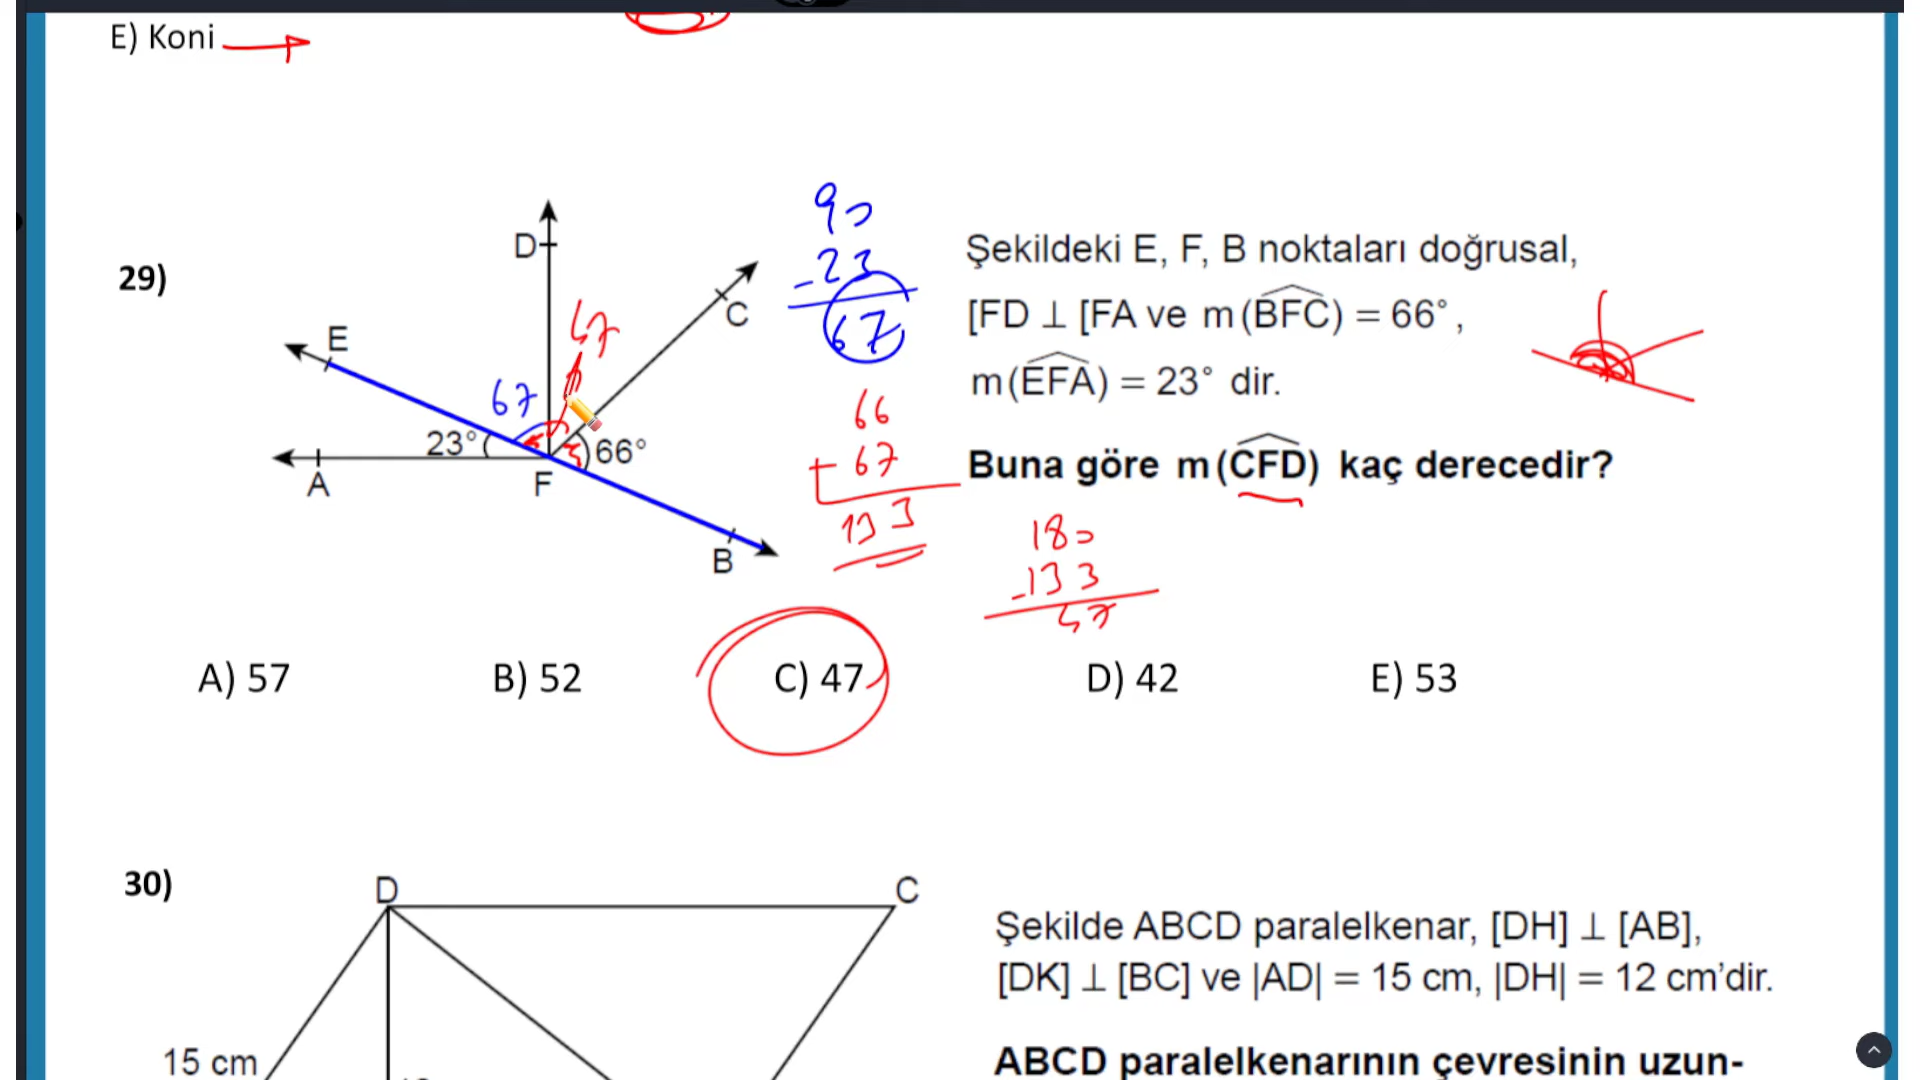 E) Koni
29)
D
C
E
47
67
23°
66°
A
F
B
90
-23
67
66
+ 67
133
Şekildeki E, F, B noktaları doğrusal,
[FD ⊥ [FA ve m(BFC) = 66°,
m(EFA) = 23° dir.
Buna göre m(CFD) kaç derecedir?
180
-133
47
A) 57
B) 52
C) 47
D) 42
E) 53
30)
D
C
15 cm
Şekilde ABCD paralelkenar, [DH] ⊥ [AB],
[DK] ⊥ [BC] ve |AD| = 15 cm, |DH| = 12 cm’dir.
ABCD paralelkenarının çevresinin uzun-